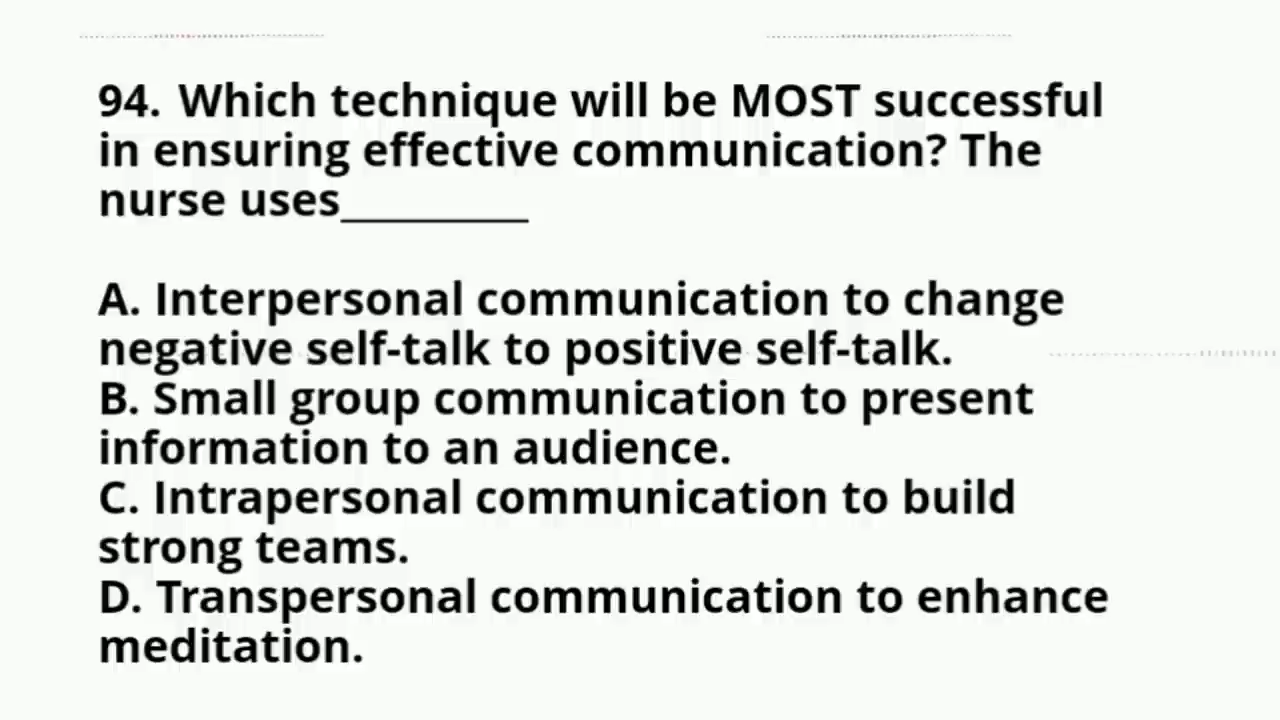 94. Which technique will be MOST successful
in ensuring effective communication? The
nurse uses__________
A. Interpersonal communication to change
negative self-talk to positive self-talk.
B. Small group communication to present
information to an audience.
C. Intrapersonal communication to build
strong teams.
D. Transpersonal communication to enhance
meditation.